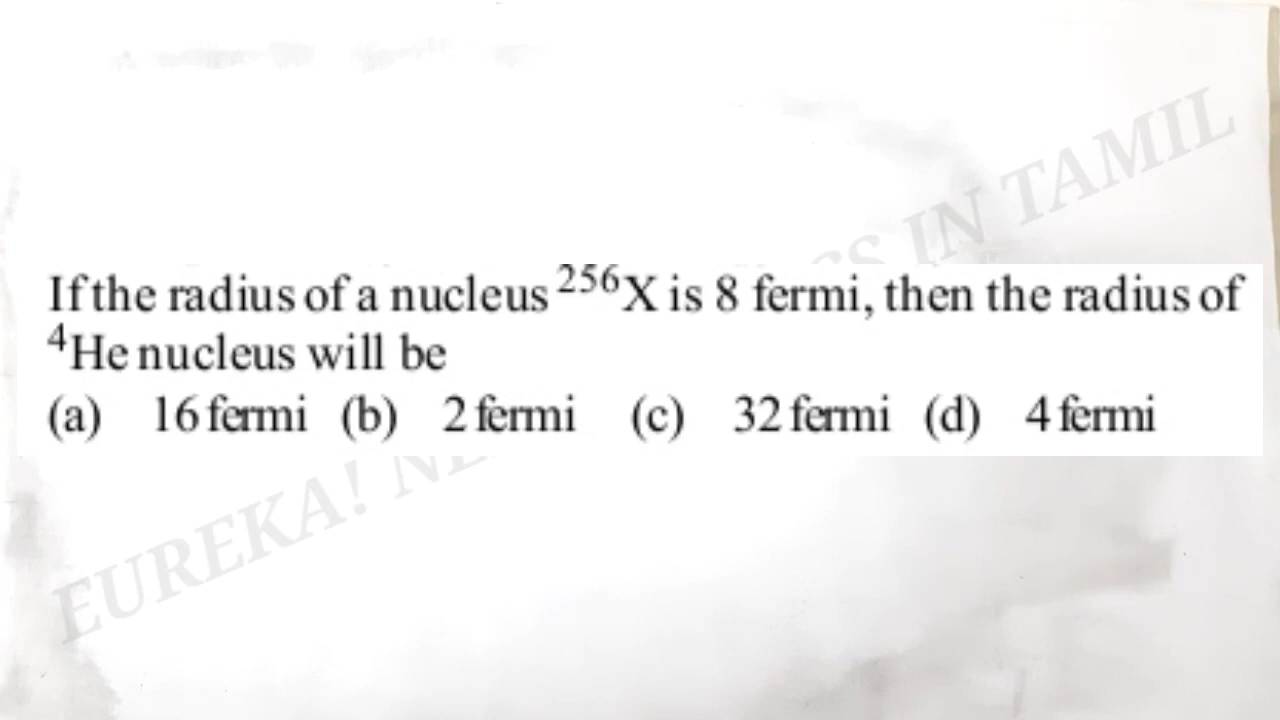 If the radius of a nucleus ²⁵⁶X is 8 fermi, then the radius of
⁴He nucleus will be
(a) 16 fermi (b) 2 fermi (c) 32 fermi (d) 4 fermi
EUREKA! IN TAMIL